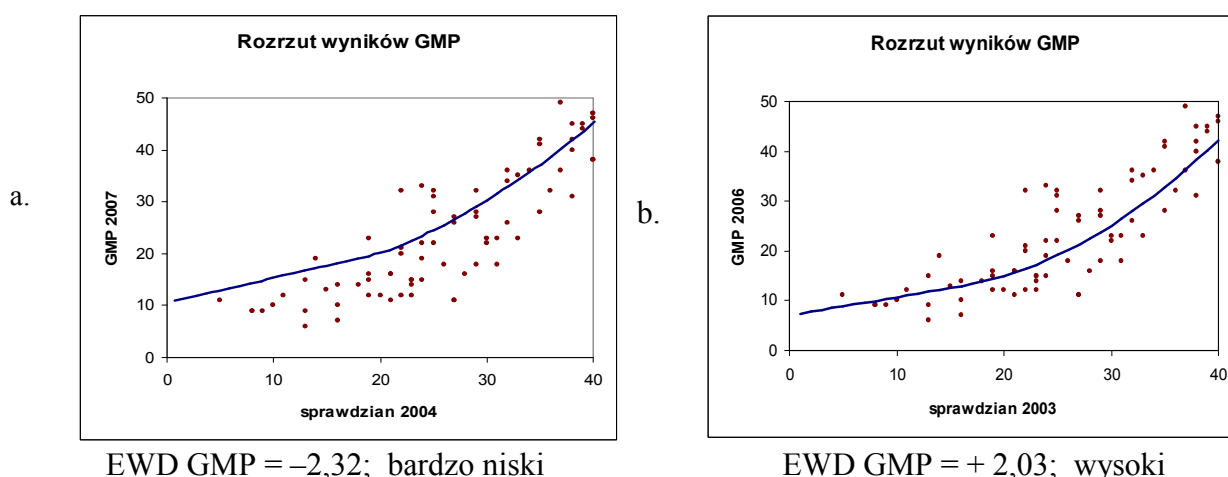 a.
Rozrzut wyników GMP
GMP 2007
50
40
30
20
10
0
0 10 20 30 40
sprawdzian 2004
EWD GMP = –2,32; bardzo niski
b.
Rozrzut wyników GMP
GMP 2006
50
40
30
20
10
0
0 10 20 30 40
sprawdzian 2003
EWD GMP = + 2,03; wysoki